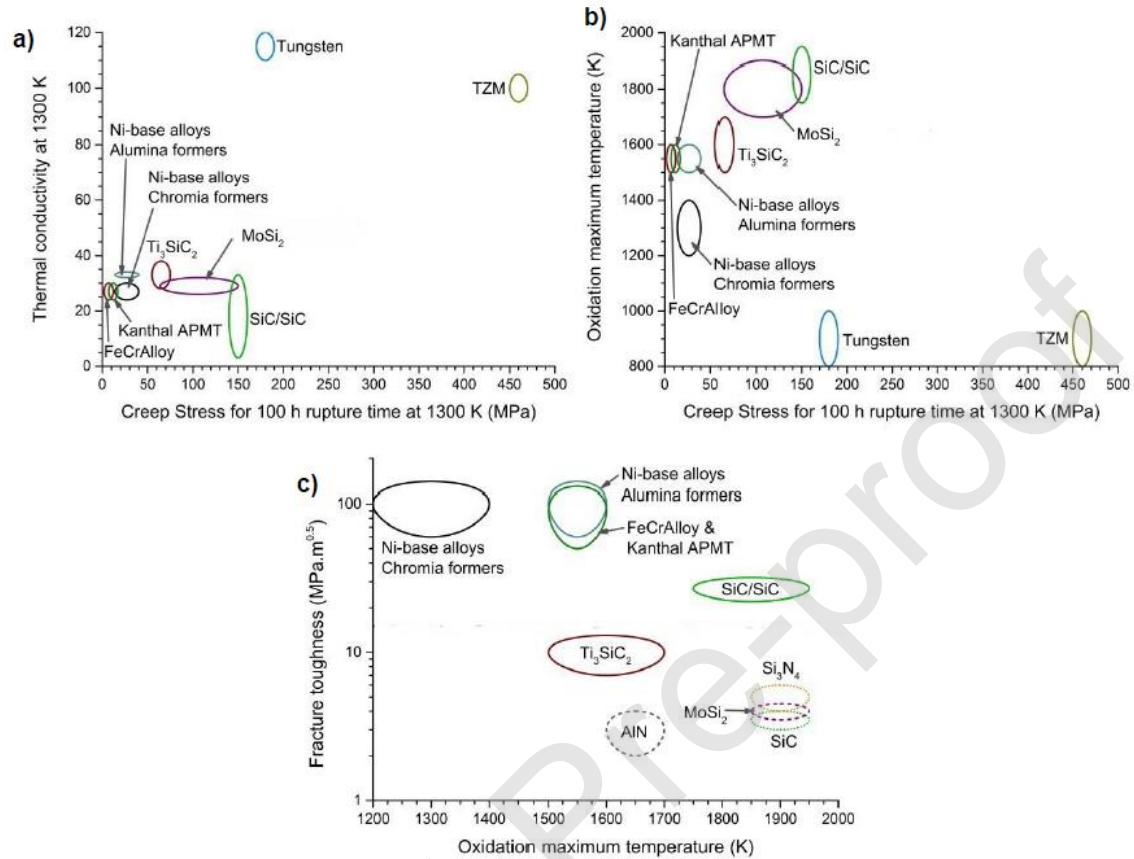 a)
120
100
80
60
40
20
0
Thermal conductivity at 1300 K
Tungsten
TZM
Ni-base alloys
Alumina formers
Ni-base alloys
Chromia formers
Ti₃SiC₂
MoSi₂
SiC/SiC
Kanthal APMT
FeCrAlloy
0 50 100 150 200 250 300 350 400 450 500
Creep Stress for 100 h rupture time at 1300 K (MPa)
b)
2000
1800
1600
1400
1200
1000
800
Oxidation maximum temperature (K)
Kanthal APMT
SiC/SiC
MoSi₂
Ti₃SiC₂
Ni-base alloys
Alumina formers
Ni-base alloys
Chromia formers
FeCrAlloy
Tungsten
TZM
0 50 100 150 200 250 300 350 400 450 500
Creep Stress for 100 h rupture time at 1300 K (MPa)
c)
100
10
1
Fracture toughness (MPa.m⁰·⁵)
Ni-base alloys
Alumina formers
FeCrAlloy &
Kanthal APMT
Ni-base alloys
Chromia formers
SiC/SiC
Ti₃SiC₂
Si₃N₄
MoSi₂
AlN
SiC
1200 1300 1400 1500 1600 1700 1800 1900 2000
Oxidation maximum temperature (K)
Pre-proof